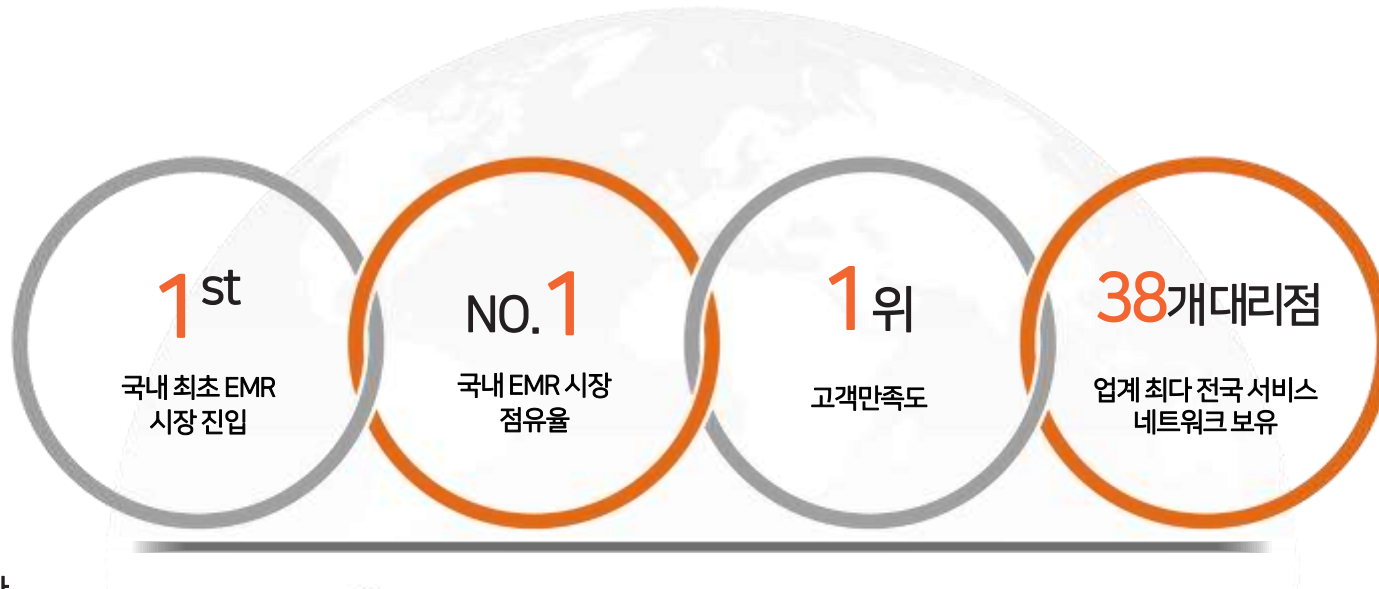 1st
국내 최초 EMR
시장 진입
NO.1
국내 EMR 시장
점유율
1위
고객만족도
38개 대리점
업계 최다 전국 서비스
네트워크 보유